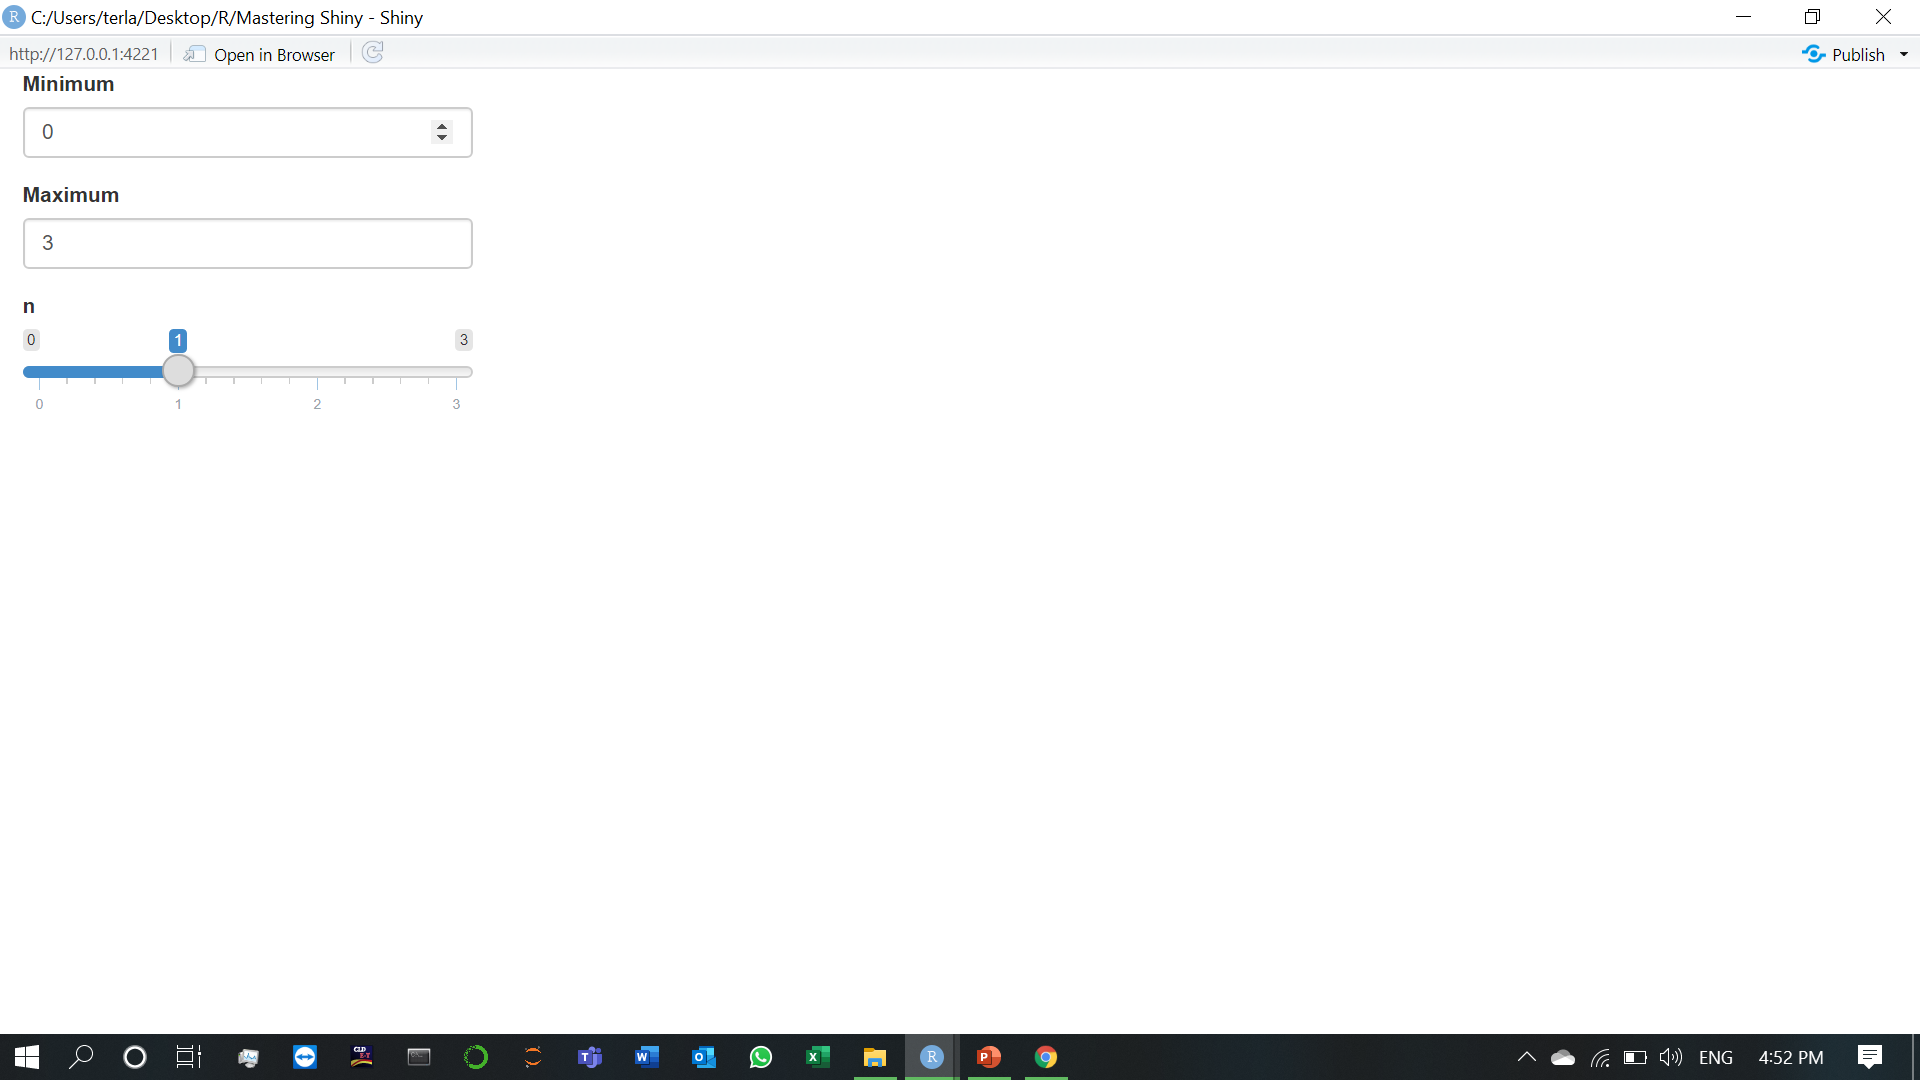 R C:/Users/terla/Desktop/R/Mastering Shiny - Shiny
http://127.0.0.1:4221 Open in Browser Publish
Minimum
0
Maximum
3
n
0 1 3
0 1 2 3
R ENG 4:52 PM